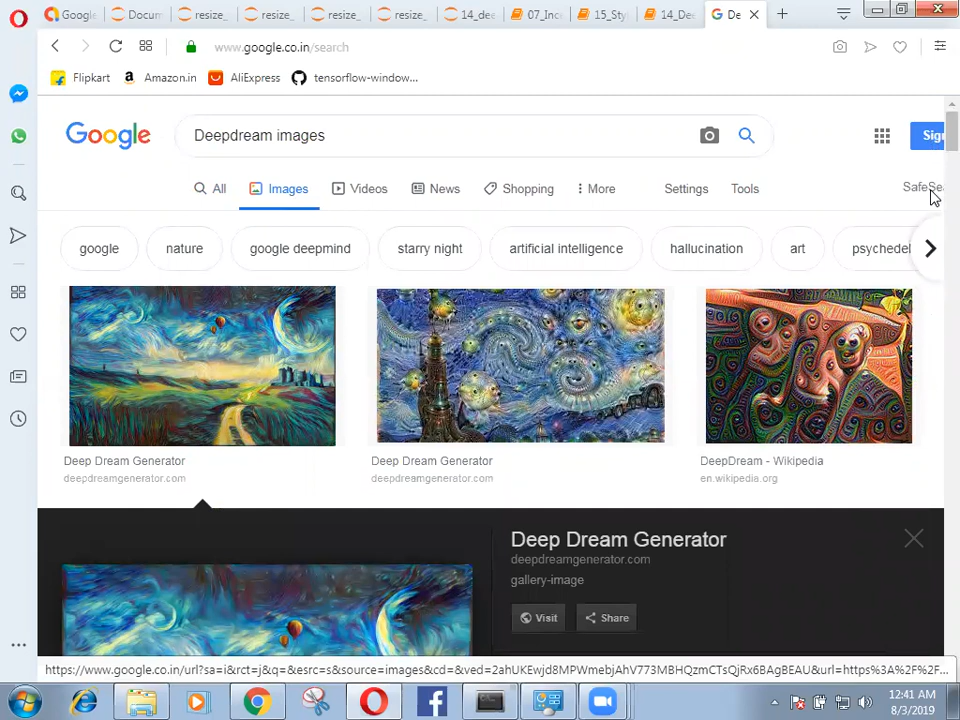 Google
Docum
resize_
resize_
resize_
resize_
14_dee
07_Inc
15_Sty
14_De
De
www.google.co.in/search
Flipkart
Amazon.in
AliExpress
tensorflow-window...
Google
Deepdream images
Sign
All
Images
Videos
News
Shopping
More
Settings
Tools
SafeSe
google
nature
google deepmind
starry night
artificial intelligence
hallucination
art
psychedel
Deep Dream Generator
deepdreamgenerator.com
Deep Dream Generator
deepdreamgenerator.com
DeepDream - Wikipedia
en.wikipedia.org
Deep Dream Generator
deepdreamgenerator.com
gallery-image
Visit
Share
https://www.google.co.in/url?sa=i&rct=j&q=&esrc=s&source=images&cd=&ved=2ahUKEwjd8MPWmebjAhV773MBHQzmCTsQjRx6BAgBEAU&url=https%3A%2F%2F...
12:41 AM
8/3/2019